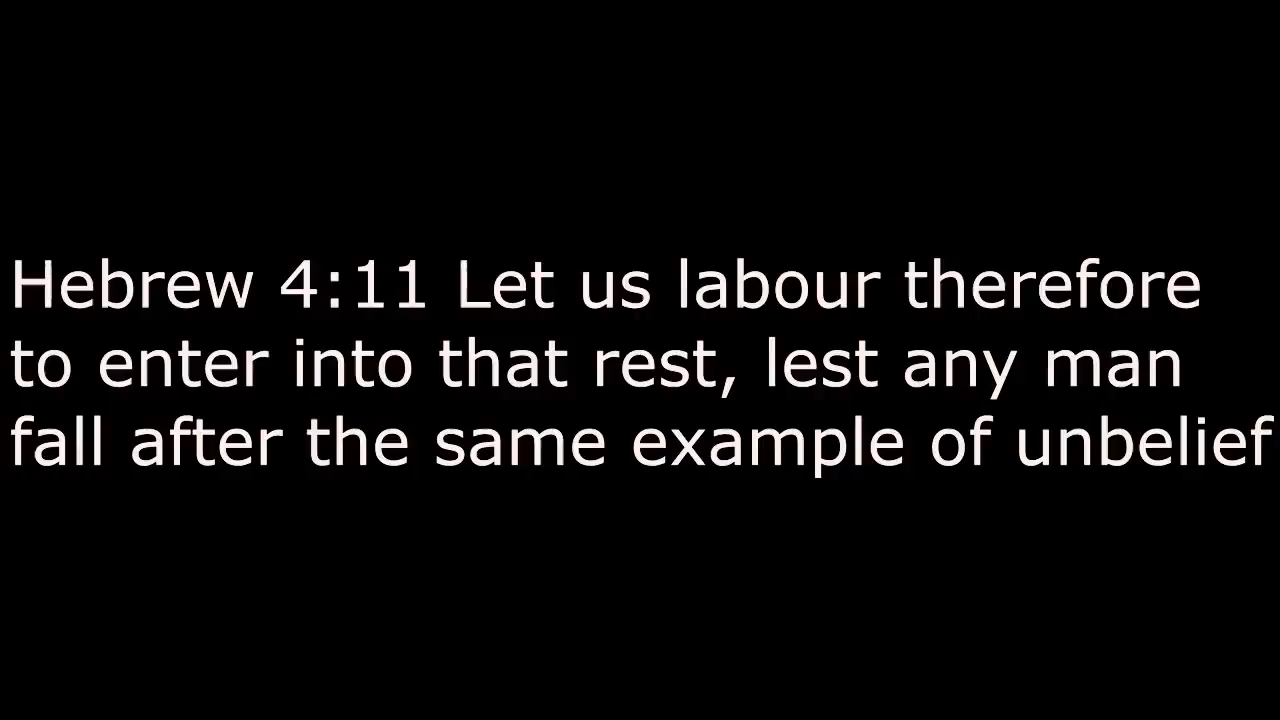 Hebrew 4:11 Let us labour therefore
to enter into that rest, lest any man
fall after the same example of unbelief